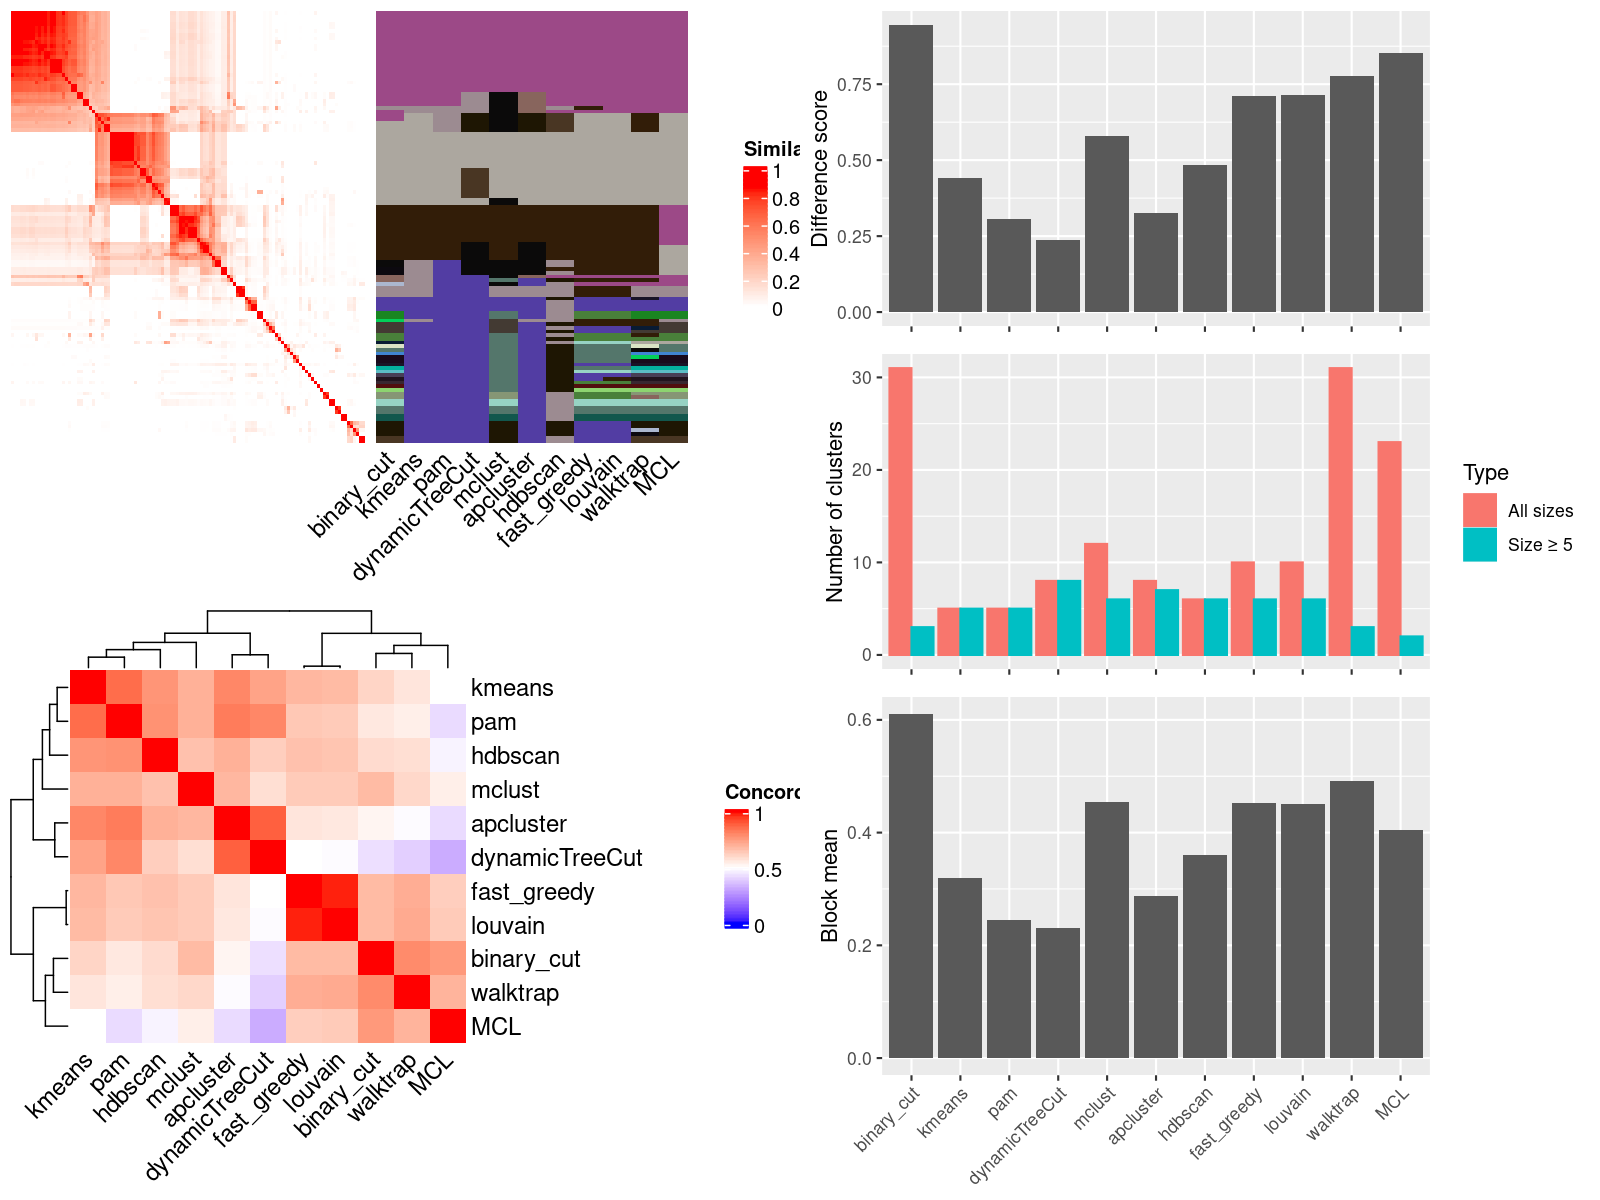 Simila
1
0.8
0.6
0.4
0.2
0
binary_cut
kmeans
pam
dynamicTreeCut
mclust
apcluster
hdbscan
fast_greedy
louvain
walktrap
MCL
kmeans
pam
hdbscan
mclust
apcluster
dynamicTreeCut
fast_greedy
louvain
binary_cut
walktrap
MCL
kmeans
pam
hdbscan
mclust
apcluster
dynamicTreeCut
fast_greedy
louvain
binary_cut
walktrap
MCL
Concord
1
0.5
0
Difference score
0.75
0.50
0.25
0.00
Number of clusters
30
20
10
0
Type
All sizes
Size ≥ 5
Block mean
0.6
0.4
0.2
0.0
binary_cut
kmeans
pam
dynamicTreeCut
mclust
apcluster
hdbscan
fast_greedy
louvain
walktrap
MCL